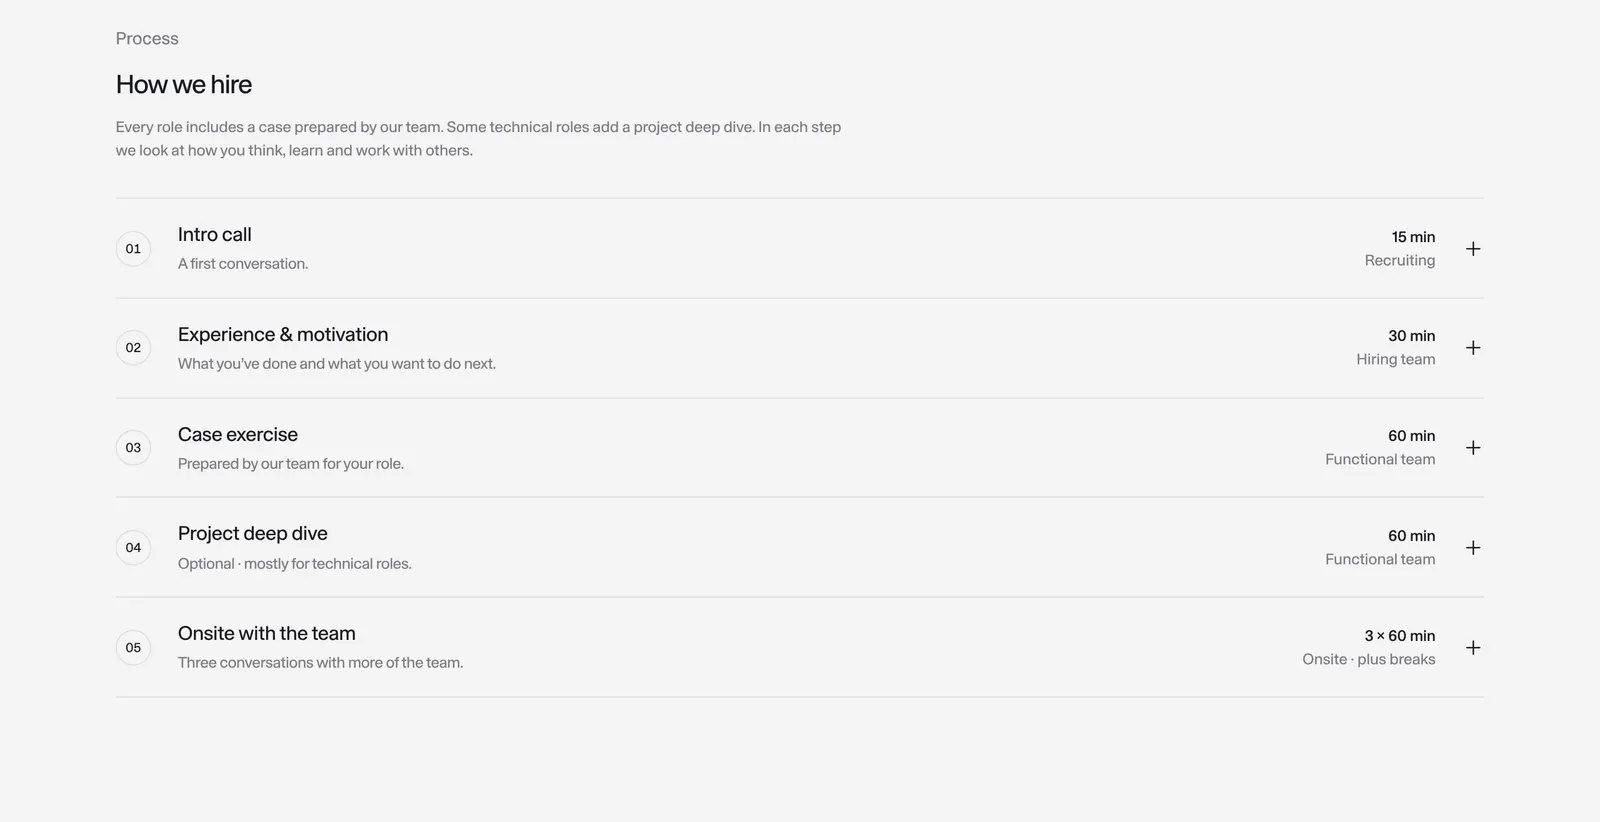 Process
How we hire
Every role includes a case prepared by our team. Some technical roles add a project deep dive. In each step
we look at how you think, learn and work with others.
01
Intro call
A first conversation.
15 min
Recruiting
02
Experience & motivation
What you’ve done and what you want to do next.
30 min
Hiring team
03
Case exercise
Prepared by our team for your role.
60 min
Functional team
04
Project deep dive
Optional · mostly for technical roles.
60 min
Functional team
05
Onsite with the team
Three conversations with more of the team.
3 × 60 min
Onsite · plus breaks